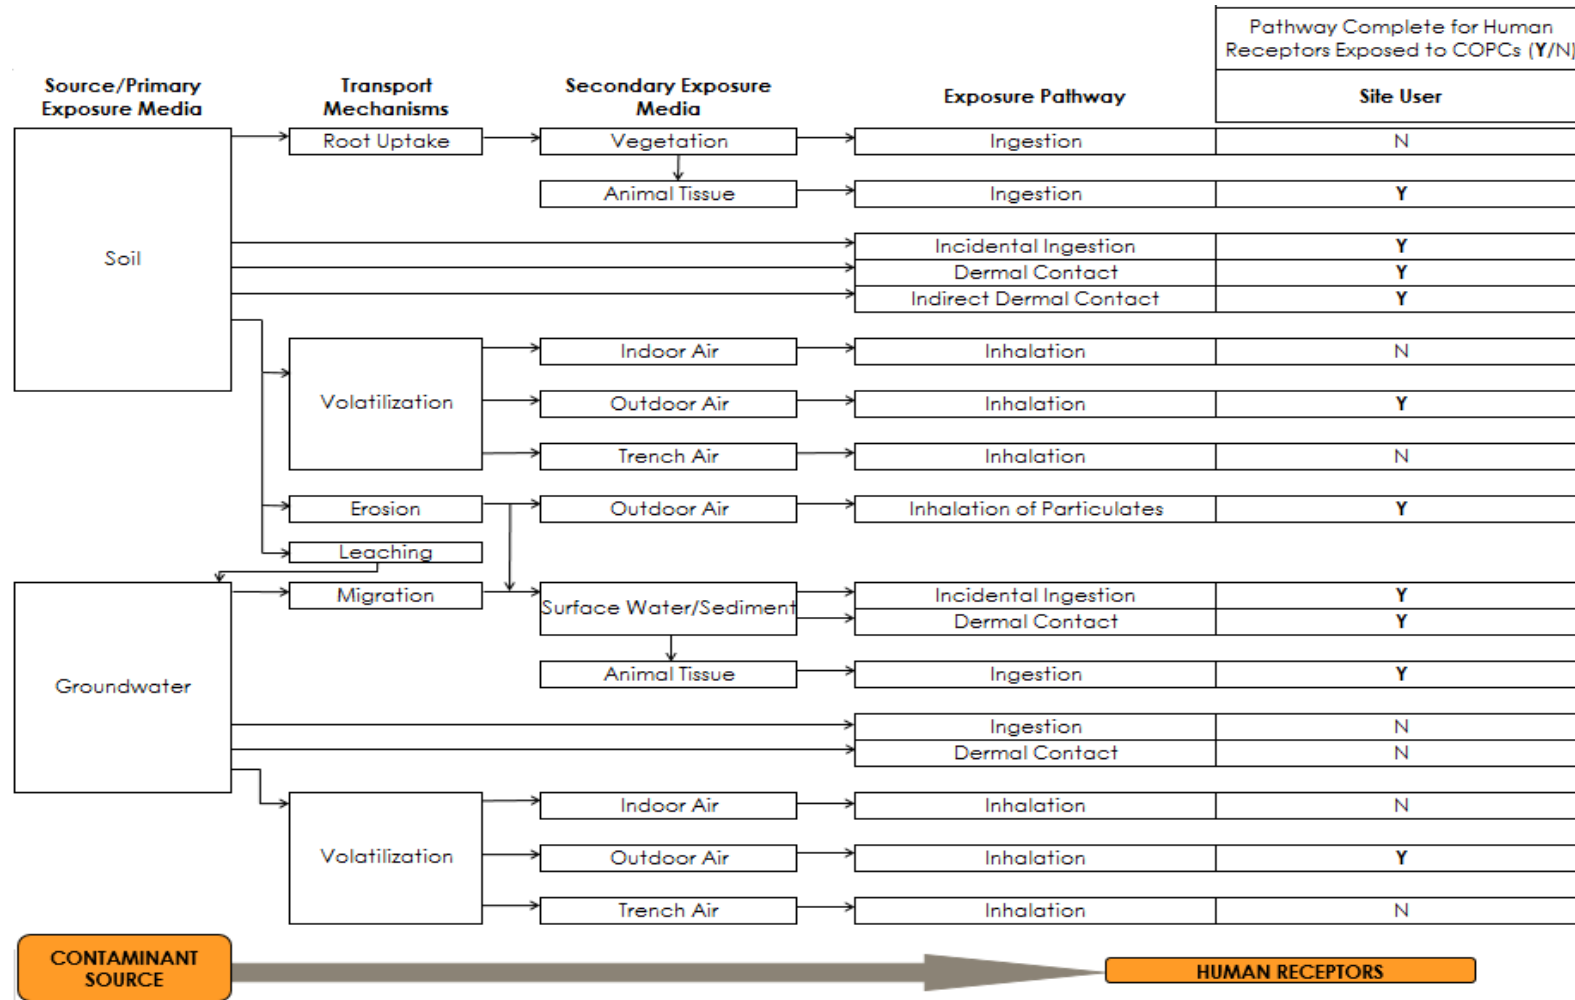 Pathway Complete for Human
Receptors Exposed to COPCs (Y/N)
Source/Primary
Exposure Media
Transport
Mechanisms
Secondary Exposure
Media
Exposure Pathway
Site User
Soil
Root Uptake
Vegetation
Ingestion
N
Animal Tissue
Ingestion
Y
Incidental Ingestion
Y
Dermal Contact
Y
Indirect Dermal Contact
Y
Volatilization
Indoor Air
Inhalation
N
Outdoor Air
Inhalation
Y
Trench Air
Inhalation
N
Erosion
Outdoor Air
Inhalation of Particulates
Y
Leaching
Groundwater
Migration
Surface Water/Sediment
Incidental Ingestion
Y
Dermal Contact
Y
Animal Tissue
Ingestion
Y
Ingestion
N
Dermal Contact
N
Volatilization
Indoor Air
Inhalation
N
Outdoor Air
Inhalation
Y
Trench Air
Inhalation
N
CONTAMINANT
SOURCE
HUMAN RECEPTORS